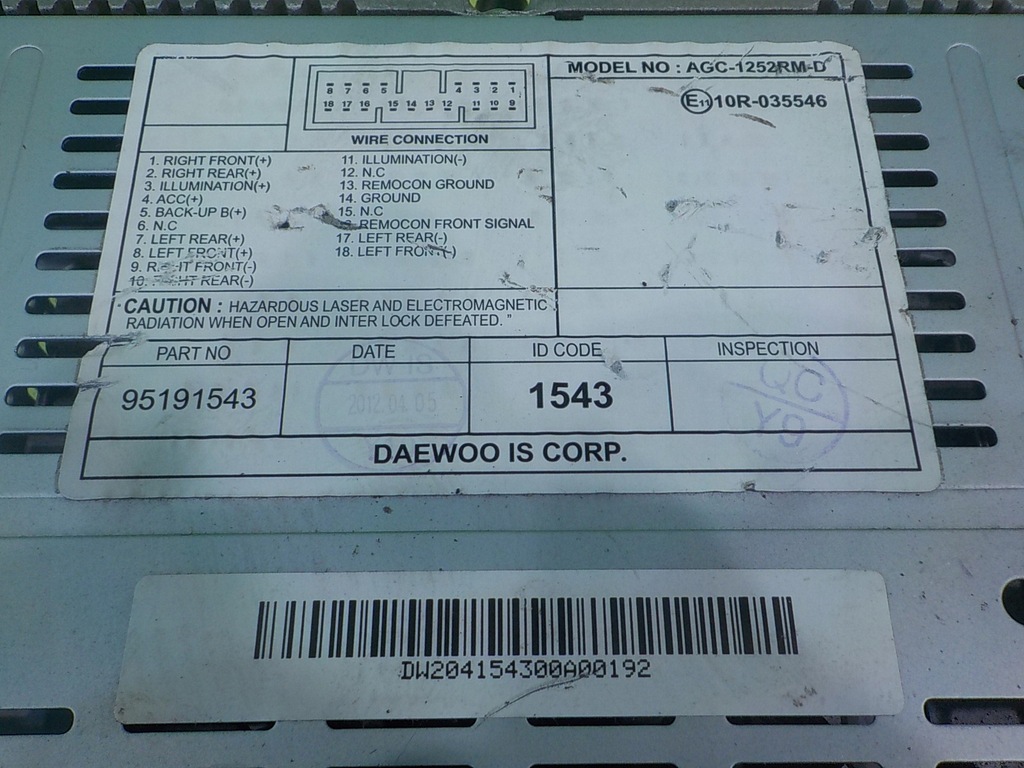 MODEL NO : AGC-1252RM-D
E11 10R-035546
8 7 6 5 4 3 2 1
18 17 16 15 14 13 12 11 10 9
WIRE CONNECTION
1. RIGHT FRONT(+)
2. RIGHT REAR(+)
3. ILLUMINATION(+)
4. ACC(+)
5. BACK-UP B(+)
6. N.C
7. LEFT REAR(+)
8. LEFT FRONT(+)
9. RIGHT FRONT(-)
10. RIGHT REAR(-)
11. ILLUMINATION(-)
12. N.C
13. REMOCON GROUND
14. GROUND
15. N.C
REMOCON FRONT SIGNAL
17. LEFT REAR(-)
18. LEFT FRONT(-)
CAUTION : HAZARDOUS LASER AND ELECTROMAGNETIC
RADIATION WHEN OPEN AND INTER LOCK DEFEATED. "
PART NO DATE ID CODE INSPECTION
95191543
DW IS
2012.04.05
1543
QC
DAEWOO IS CORP.
DW204154300A00192